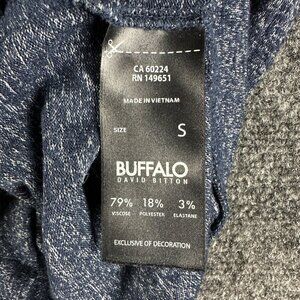 CA 60224
RN 149651
MADE IN VIETNAM
SIZE S
BUFFALO
DAVID BITTON
79% 18% 3%
VISCOSE POLYESTER ELASTANE
EXCLUSIVE OF DECORATION